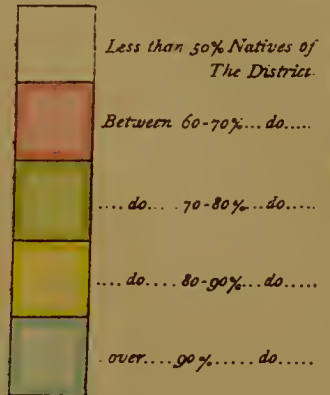 Less than 50% Natives of
The District.
Between 60-70%...do.....
....do.... 70-80%...do.....
....do....80-90%..do.....
over....90%......do.....